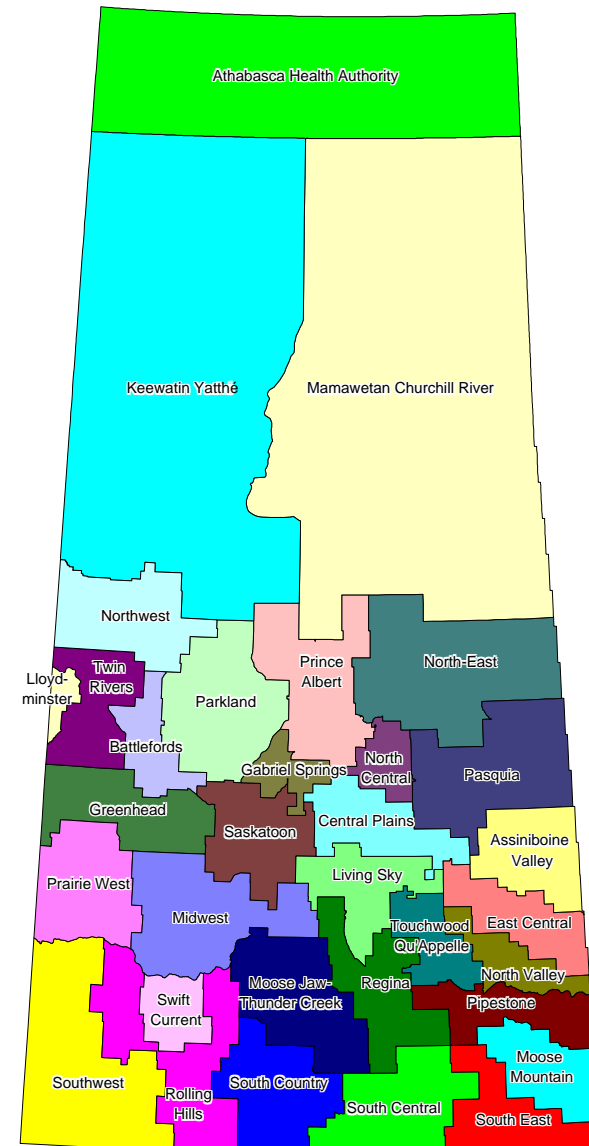 Athabasca Health Authority
Keewatin Yatthé
Mamawetan Churchill River
Northwest
Twin
Rivers
Lloyd-
minster
Prince
Albert
North-East
Parkland
Battlefords
Gabriel Springs
North
Central
Pasquia
Greenhead
Saskatoon
Central Plains
Assiniboine
Valley
Prairie West
Living Sky
Midwest
Touchwood
Qu'Appelle
East Central
North Valley
Moose Jaw-
Thunder Creek
Regina
Pipestone
Swift
Current
Moose
Mountain
Southwest
Rolling
Hills
South Country
South Central
South East